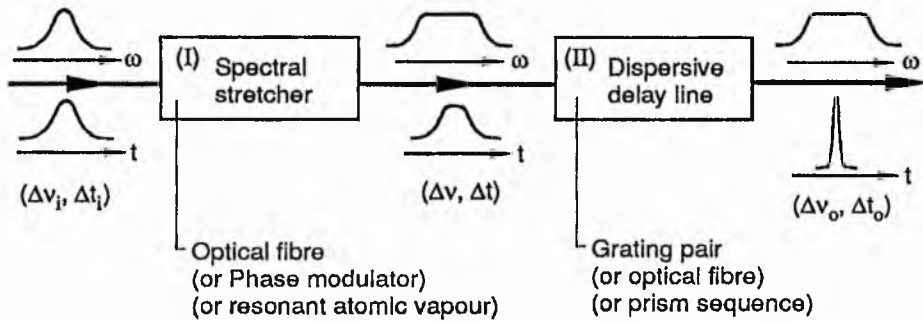 ω
(I) Spectral
stretcher
ω
(II) Dispersive
delay line
ω
t
t
t
(Δν_i, Δt_i)
(Δν, Δt)
(Δν_o, Δt_o)
Optical fibre
(or Phase modulator)
(or resonant atomic vapour)
Grating pair
(or optical fibre)
(or prism sequence)